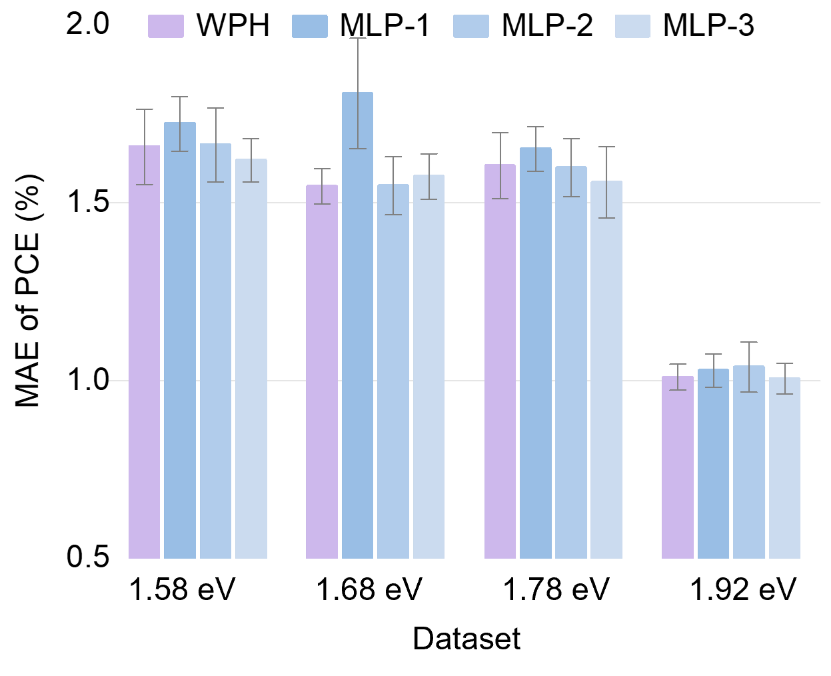 2.0
WPH MLP-1 MLP-2 MLP-3
MAE of PCE (%)
1.5
1.0
0.5
1.58 eV 1.68 eV 1.78 eV 1.92 eV
Dataset